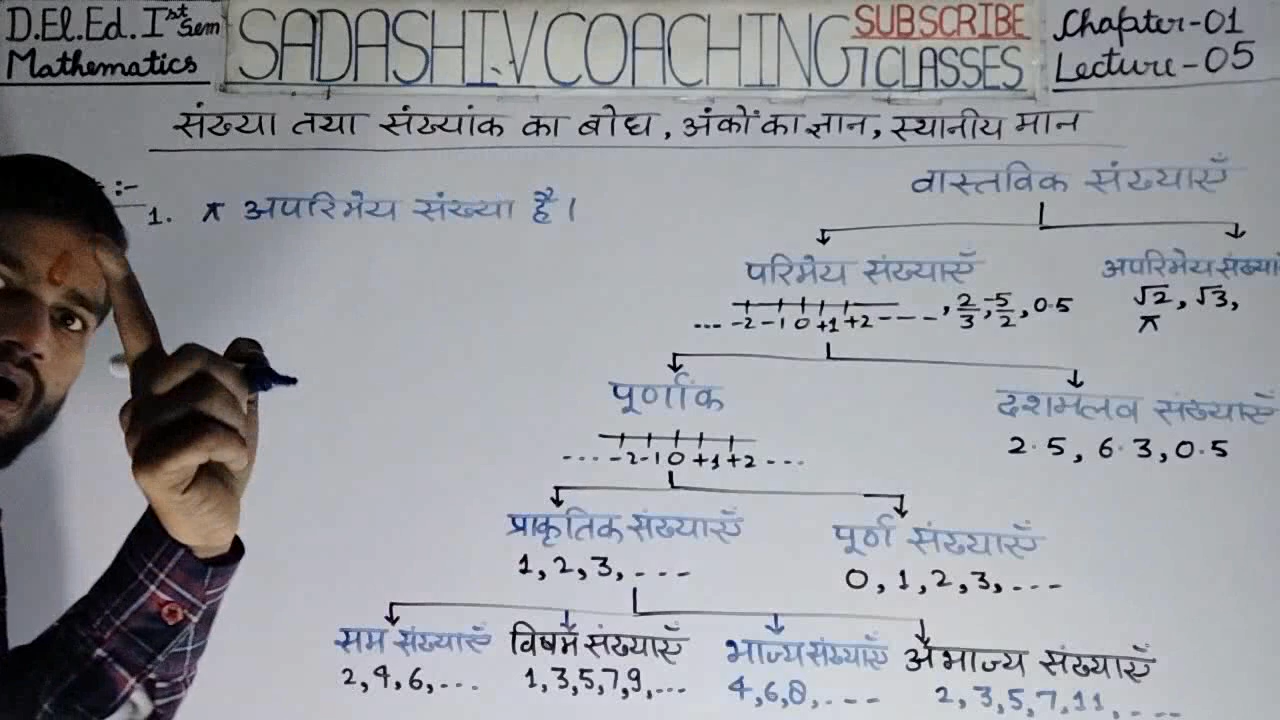 D.El.Ed. Ist Sem
Mathematics
SADASHIV COACHING CLASSES
SUBSCRIBE
Chapter-01
Lecture-05
संख्या तथा संख्यांक का बोध, अंकों का ज्ञान, स्थानीय मान
:-
1. π अपरिमेय संख्या है।
वास्तविक संख्याएँ
परिमेय संख्याएँ
--- -2 -1 0 +1 +2 ----, 2/3, -5/2, 0.5
अपरिमेय संख्या
√2, √3,
π
पूर्णांक
---- -2 -1 0 +1 +2 ---
दशमलव संख्याएँ
2.5, 6.3, 0.5
प्राकृतिक संख्याएँ
1, 2, 3, ----
पूर्ण संख्याएँ
0, 1, 2, 3, ----
सम संख्याएँ
2, 4, 6, ---
विषम संख्याएँ
1, 3, 5, 7, 9, ---
भाज्य संख्याएँ
4, 6, 8, ----
अभाज्य संख्याएँ
2, 3, 5, 7, 11, ----